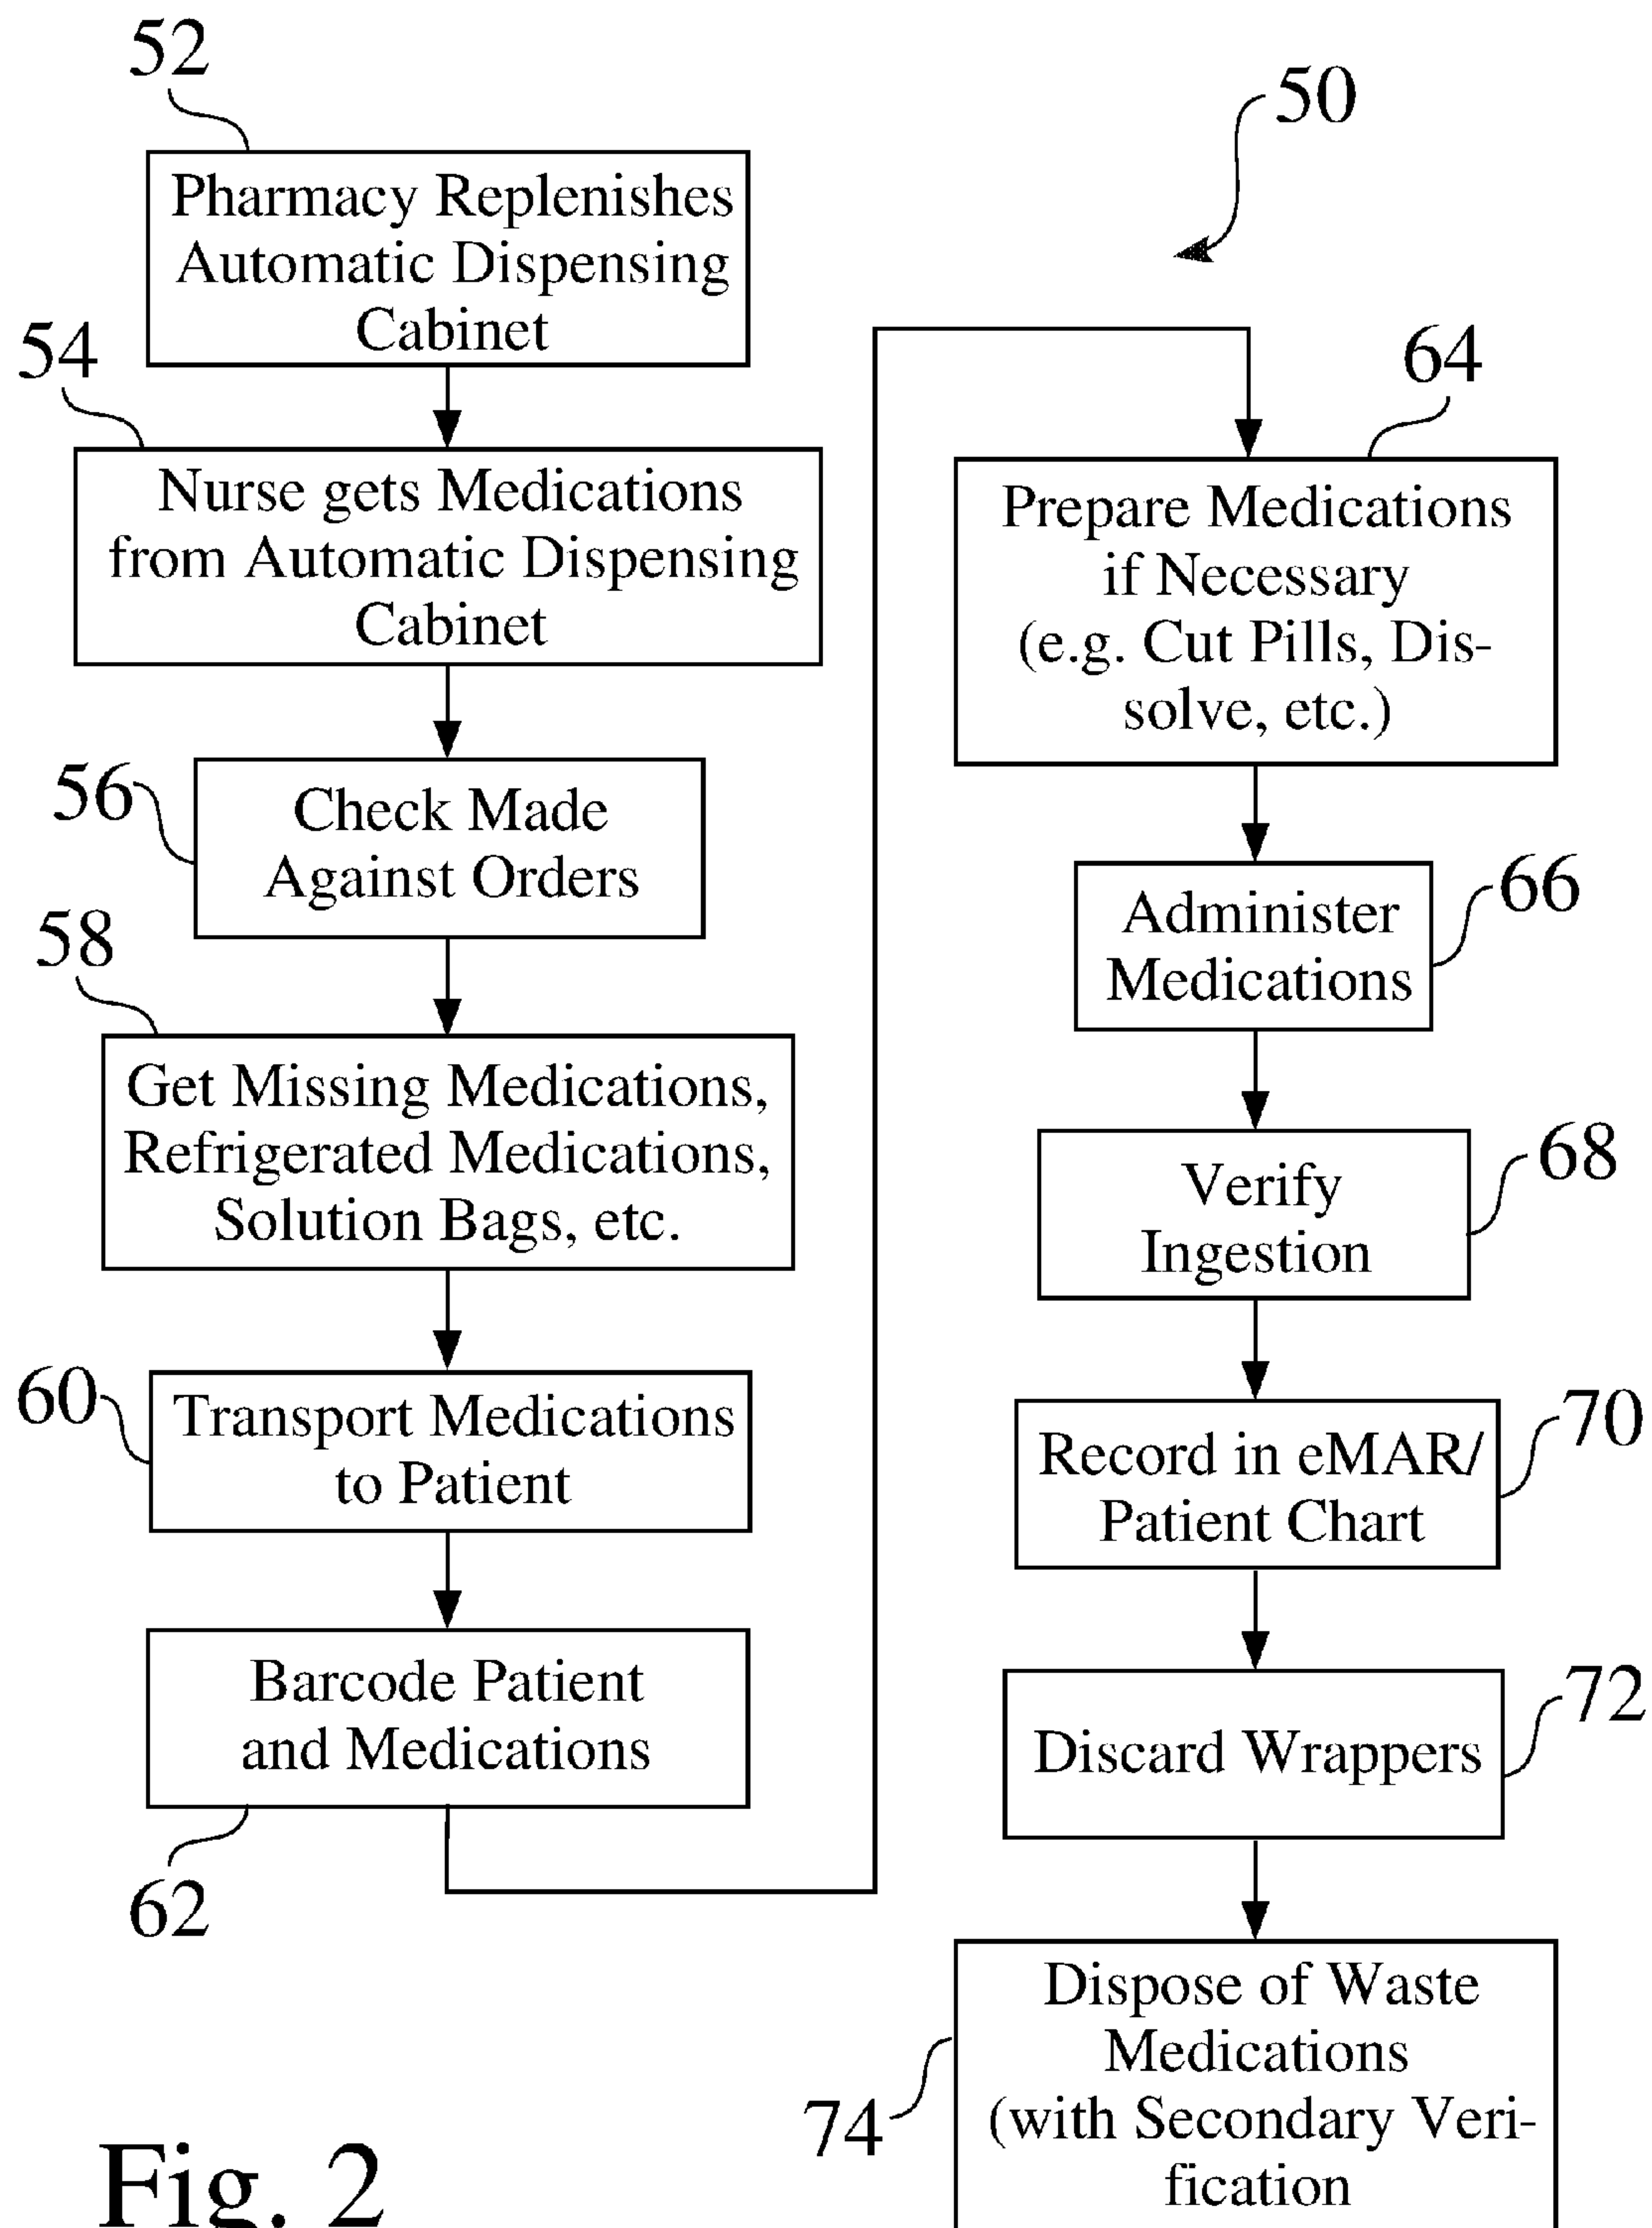 52
Pharmacy Replenishes
Automatic Dispensing
Cabinet
54
Nurse gets Medications
from Automatic Dispensing
Cabinet
56
Check Made
Against Orders
58
Get Missing Medications,
Refrigerated Medications,
Solution Bags, etc.
60
Transport Medications
to Patient
Barcode Patient
and Medications
62
50
64
Prepare Medications
if Necessary
(e.g. Cut Pills, Dis-
solve, etc.)
Administer
Medications
66
Verify
Ingestion
68
Record in eMAR/
Patient Chart
70
Discard Wrappers
72
Dispose of Waste
Medications
(with Secondary Veri-
fication
74
Fig. 2